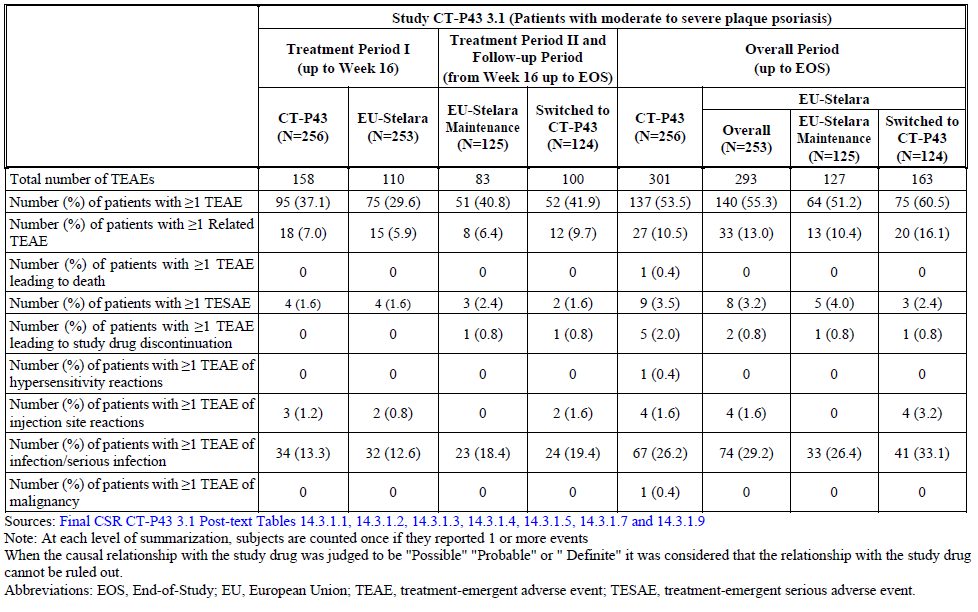 Study CT-P43 3.1 (Patients with moderate to severe plaque psoriasis)
Treatment Period I
(up to Week 16)
Treatment Period II and
Follow-up Period
(from Week 16 up to EOS)
Overall Period
(up to EOS)
CT-P43
(N=256)
EU-Stelara
(N=253)
EU-Stelara
Maintenance
(N=125)
Switched to
CT-P43
(N=124)
CT-P43
(N=256)
EU-Stelara
Overall
(N=253)
EU-Stelara
Maintenance
(N=125)
Switched to
CT-P43
(N=124)
Total number of TEAEs 158 110 83 100 301 293 127 163
Number (%) of patients with ≥1 TEAE 95 (37.1) 75 (29.6) 51 (40.8) 52 (41.9) 137 (53.5) 140 (55.3) 64 (51.2) 75 (60.5)
Number (%) of patients with ≥1 Related
TEAE 18 (7.0) 15 (5.9) 8 (6.4) 12 (9.7) 27 (10.5) 33 (13.0) 13 (10.4) 20 (16.1)
Number (%) of patients with ≥1 TEAE
leading to death 0 0 0 0 1 (0.4) 0 0 0
Number (%) of patients with ≥1 TESAE 4 (1.6) 4 (1.6) 3 (2.4) 2 (1.6) 9 (3.5) 8 (3.2) 5 (4.0) 3 (2.4)
Number (%) of patients with ≥1 TEAE
leading to study drug discontinuation 0 0 1 (0.8) 1 (0.8) 5 (2.0) 2 (0.8) 1 (0.8) 1 (0.8)
Number (%) of patients with ≥1 TEAE of
hypersensitivity reactions 0 0 0 0 1 (0.4) 0 0 0
Number (%) of patients with ≥1 TEAE of
injection site reactions 3 (1.2) 2 (0.8) 0 2 (1.6) 4 (1.6) 4 (1.6) 0 4 (3.2)
Number (%) of patients with ≥1 TEAE of
infection/serious infection 34 (13.3) 32 (12.6) 23 (18.4) 24 (19.4) 67 (26.2) 74 (29.2) 33 (26.4) 41 (33.1)
Number (%) of patients with ≥1 TEAE of
malignancy 0 0 0 0 1 (0.4) 0 0 0
Sources: Final CSR CT-P43 3.1 Post-text Tables 14.3.1.1, 14.3.1.2, 14.3.1.3, 14.3.1.4, 14.3.1.5, 14.3.1.7 and 14.3.1.9
Note: At each level of summarization, subjects are counted once if they reported 1 or more events
When the causal relationship with the study drug was judged to be "Possible" "Probable" or " Definite" it was considered that the relationship with the study drug
cannot be ruled out.
Abbreviations: EOS, End-of-Study; EU, European Union; TEAE, treatment-emergent adverse event; TESAE, treatment-emergent serious adverse event.